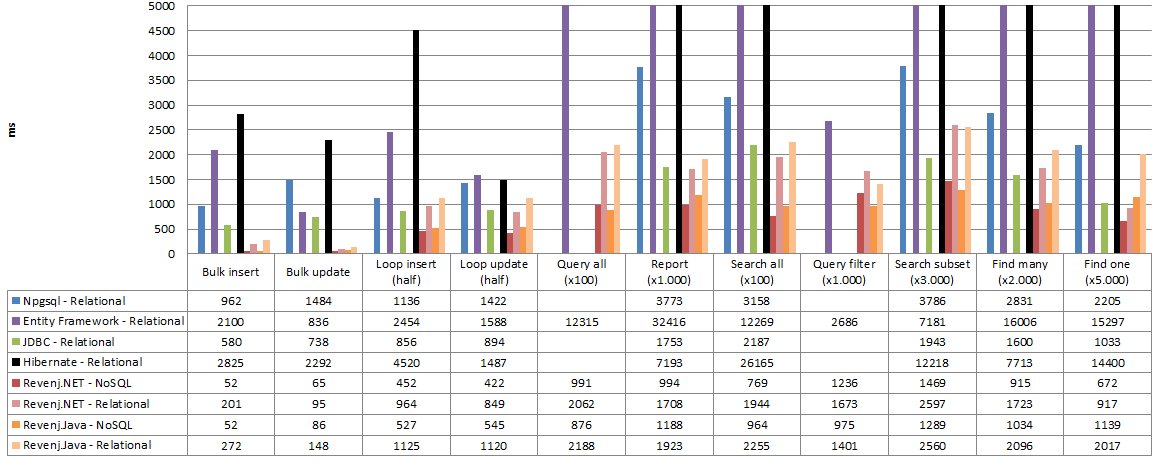 5000
4500
4000
3500
3000
2500
2000
1500
1000
500
0
ms
Bulk insert Bulk update Loop insert (half) Loop update (half) Query all (x100) Report (x1.000) Search all (x100) Query filter (x1.000) Search subset (x3.000) Find many (x2.000) Find one (x5.000)
Npgsql - Relational 962 1484 1136 1422 3773 3158 3786 2831 2205
Entity Framework - Relational 2100 836 2454 1588 12315 32416 12269 2686 7181 16006 15297
JDBC - Relational 580 738 856 894 1753 2187 1943 1600 1033
Hibernate - Relational 2825 2292 4520 1487 7193 26165 12218 7713 14400
Revenj.NET - NoSQL 52 65 452 422 991 994 769 1236 1469 915 672
Revenj.NET - Relational 201 95 964 849 2062 1708 1944 1673 2597 1723 917
Revenj.Java - NoSQL 52 86 527 545 876 1188 964 975 1289 1034 1139
Revenj.Java - Relational 272 148 1125 1120 2188 1923 2255 1401 2560 2096 2017